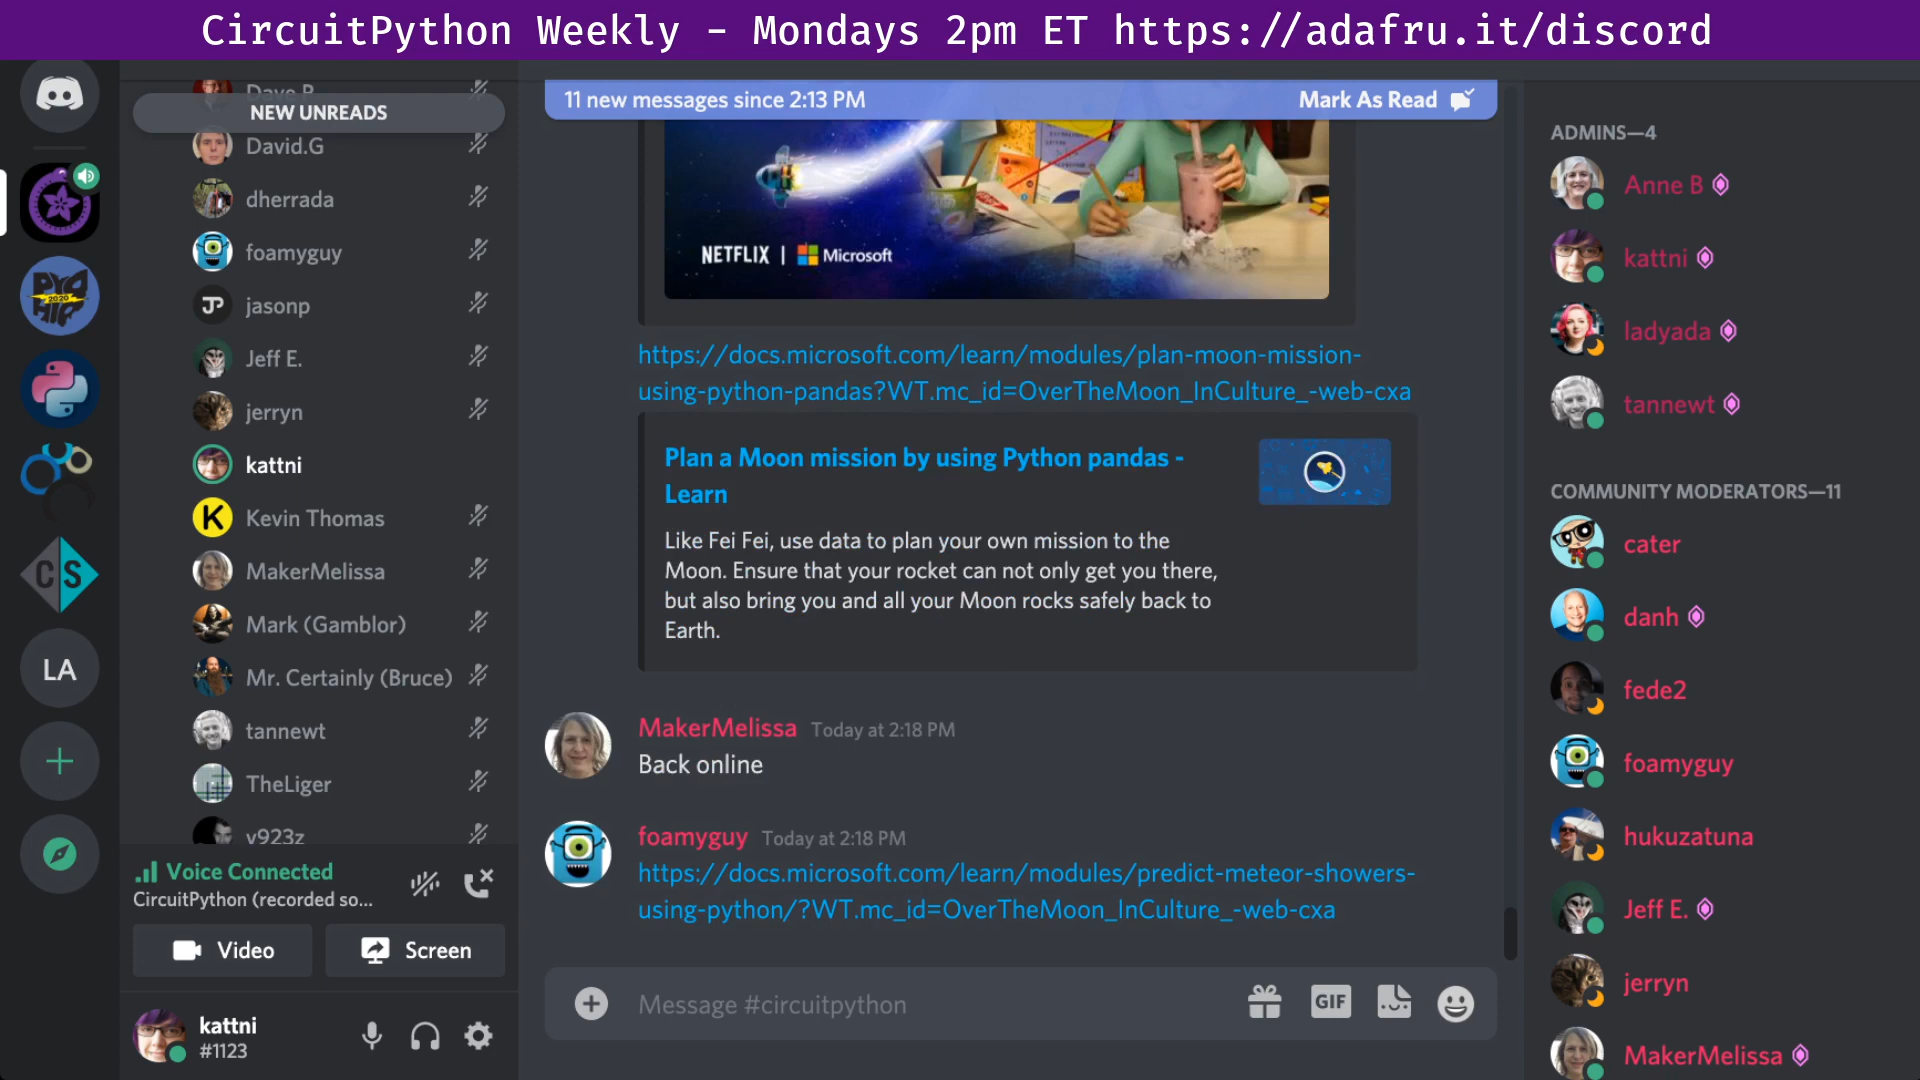 CircuitPython Weekly - Mondays 2pm ET https://adafru.it/discord
Dave P.
NEW UNREADS
David.G
dherrada
foamyguy
JP
jasonp
Jeff E.
jerryn
kattni
K
Kevin Thomas
MakerMelissa
Mark (Gamblor)
Mr. Certainly (Bruce)
tannewt
TheLiger
v923z
2020
CS
LA
Voice Connected
CircuitPython (recorded so...
Video
Screen
kattni
#1123
11 new messages since 2:13 PM
Mark As Read
NETFLIX | Microsoft
https://docs.microsoft.com/learn/modules/plan-moon-mission-
using-python-pandas?WT.mc_id=OverTheMoon_InCulture_-web-cxa
Plan a Moon mission by using Python pandas -
Learn
Like Fei Fei, use data to plan your own mission to the
Moon. Ensure that your rocket can not only get you there,
but also bring you and all your Moon rocks safely back to
Earth.
MakerMelissa Today at 2:18 PM
Back online
foamyguy Today at 2:18 PM
https://docs.microsoft.com/learn/modules/predict-meteor-showers-
using-python/?WT.mc_id=OverTheMoon_InCulture_-web-cxa
Message #circuitpython
GIF
ADMINS—4
Anne B
kattni
ladyada
tannewt
COMMUNITY MODERATORS—11
cater
danh
fede2
foamyguy
hukuzatuna
Jeff E.
jerryn
MakerMelissa